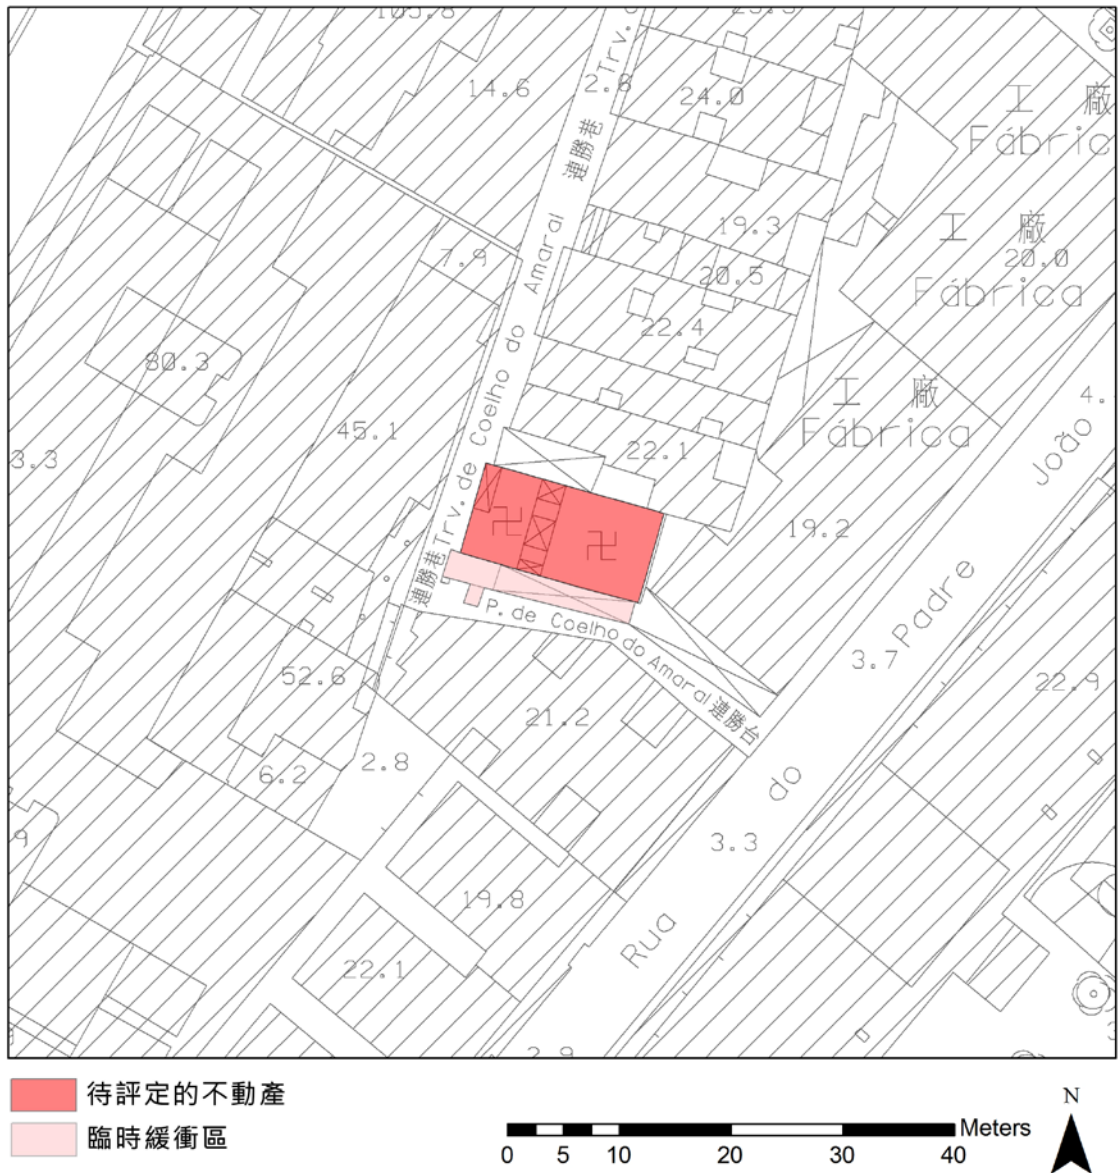 14.6
2.8
24.0
連勝巷 Trv. de Coelho do Amaral
工 廠
Fábric
19.3
工 廠
20.0
Fábrica
7.9
20.5
22.4
80.3
工 廠
Fábrica
45.1
22.1
3.3
卍
卍
19.2
連勝巷
P. de Coelho do Amaral 連勝台
Rua do Padre João
4.
3.7
52.6
22.9
21.2
6.2
2.8
3.3
19.8
22.1
待評定的不動產
臨時緩衝區
N
Meters
0 5 10 20 30 40